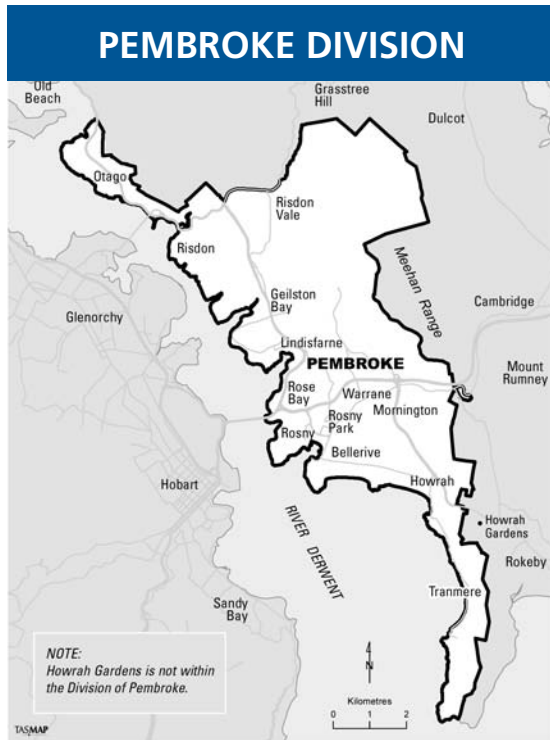 PEMBROKE DIVISION
Old
Beach
Grasstree
Hill
Dulcot
Otago
Risdon
Vale
Risdon
Meehan Range
Geilston
Bay
Cambridge
Glenorchy
Lindisfarne
PEMBROKE
Mount
Rumney
Rose
Bay
Warrane
Rosny
Park
Mornington
Rosny
Bellerive
Howrah
Hobart
RIVER DERWENT
Howrah
Gardens
Rokeby
Tranmere
Sandy
Bay
NOTE:
Howrah Gardens is not within
the Division of Pembroke.
N
Kilometres
0 1 2
TASMAP